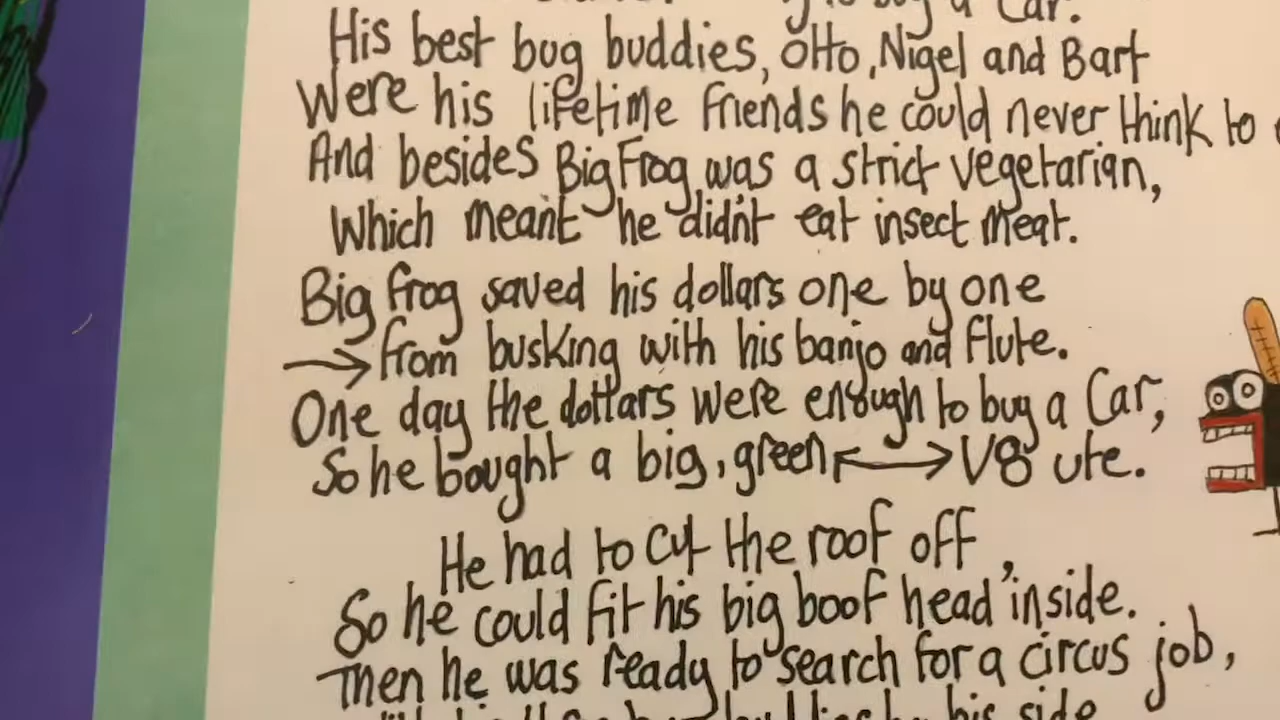 buy a Car.
His best bug buddies, Otto, Nigel and Bart
Were his lifetime friends he could never think to
And besides Big Frog was a strict vegetarian,
Which meant he didn't eat insect meat.
Big frog saved his dollars one by one
→ from busking with his banjo and flute.
One day the dollars were enough to buy a Car,
So he bought a big, green ←→ V8 ute.
He had to cut the roof off,
So he could fit his big boof head inside.
Then he was ready to search for a circus job,
his side